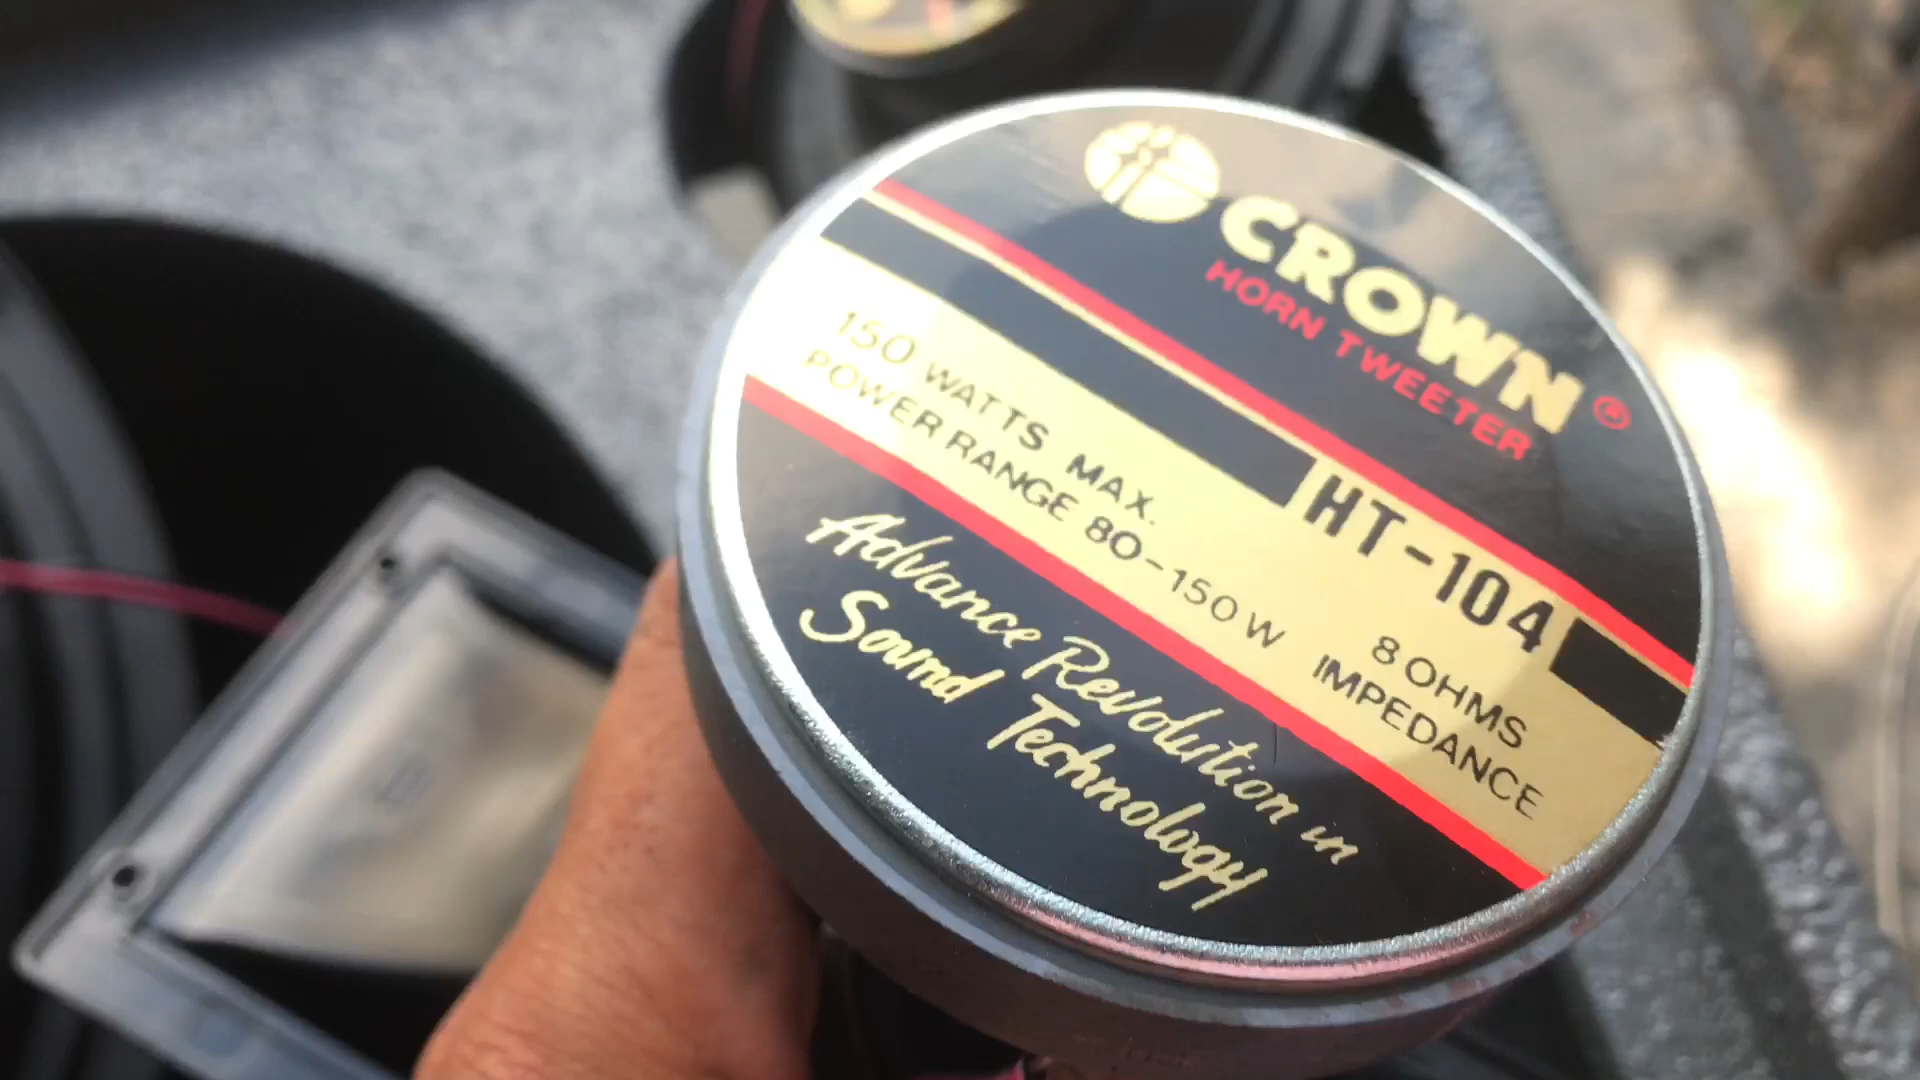 CROWN ®
HORN TWEETER
HT-104
150 WATTS MAX.
POWER RANGE 80-150 W
8 OHMS
IMPEDANCE
Advance Revolution in
Sound Technology